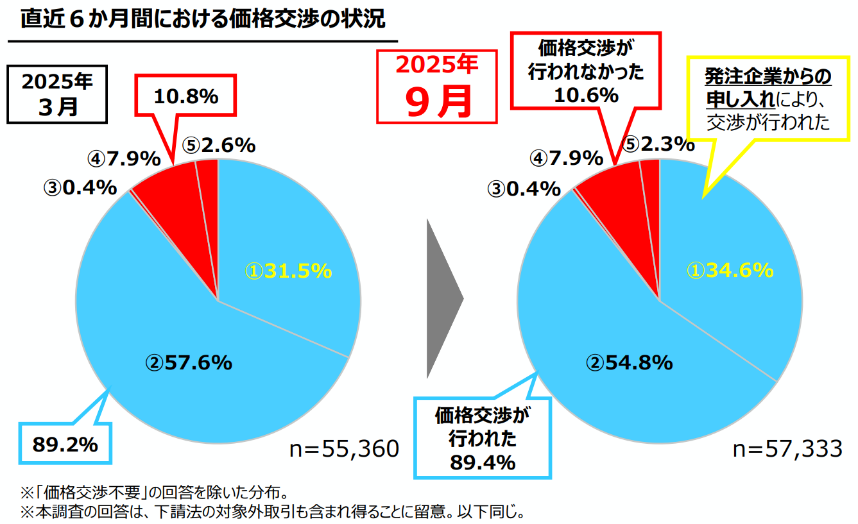 直近６か月間における価格交渉の状況
2025年
３月
10.8%
⑤2.6%
④7.9%
③0.4%
①31.5%
②57.6%
89.2%
n=55,360
2025年
９月
価格交渉が
行われなかった
10.6%
発注企業からの
申し入れにより、
交渉が行われた
⑤2.3%
④7.9%
③0.4%
①34.6%
②54.8%
価格交渉が
行われた
89.4%
n=57,333
※「価格交渉不要」の回答を除いた分布。
※本調査の回答は、下請法の対象外取引も含まれ得ることに留意。以下同じ。